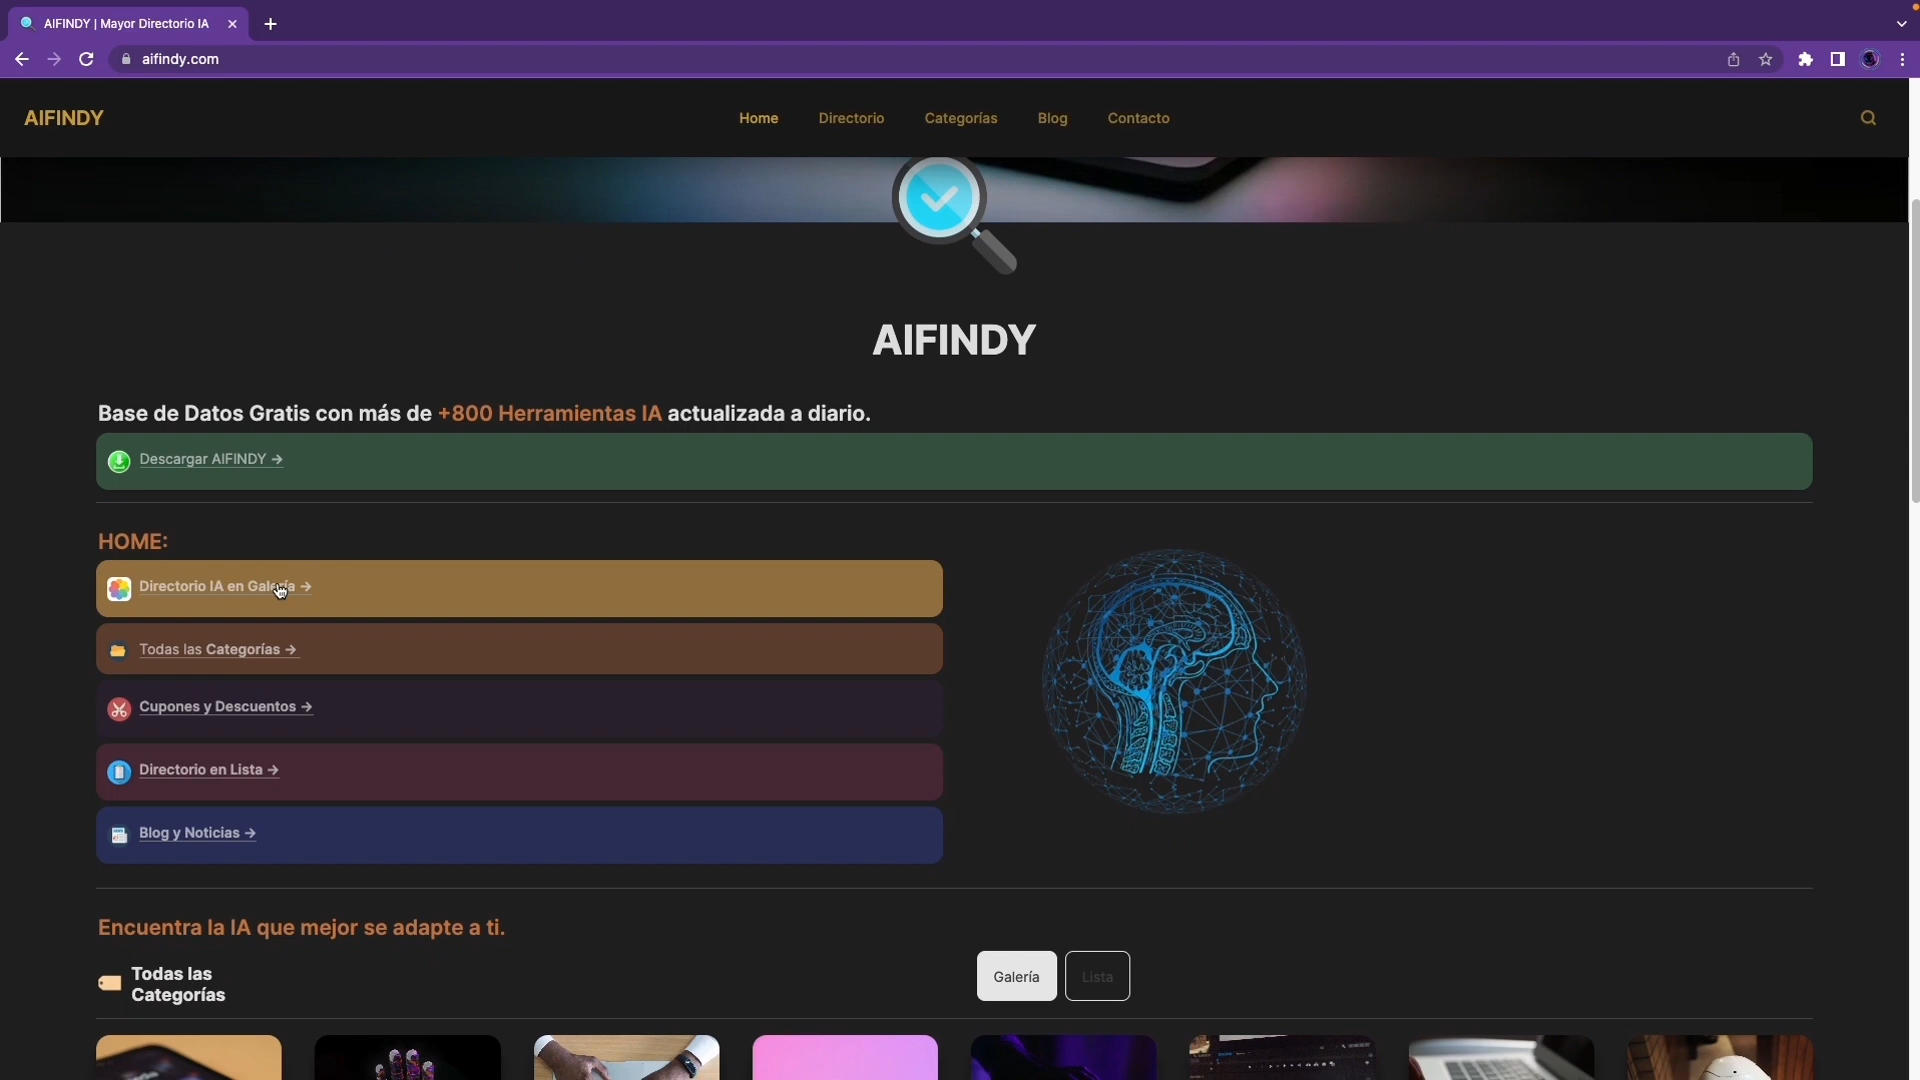 AIFINDY | Mayor Directorio IA
aifindy.com
AIFINDY
Home
Directorio
Categorías
Blog
Contacto
AIFINDY
Base de Datos Gratis con más de +800 Herramientas IA actualizada a diario.
Descargar AIFINDY →
HOME:
Directorio IA en Galería →
Todas las Categorías →
Cupones y Descuentos →
Directorio en Lista →
Blog y Noticias →
Encuentra la IA que mejor se adapte a ti.
Todas las
Categorías
Galería
Lista